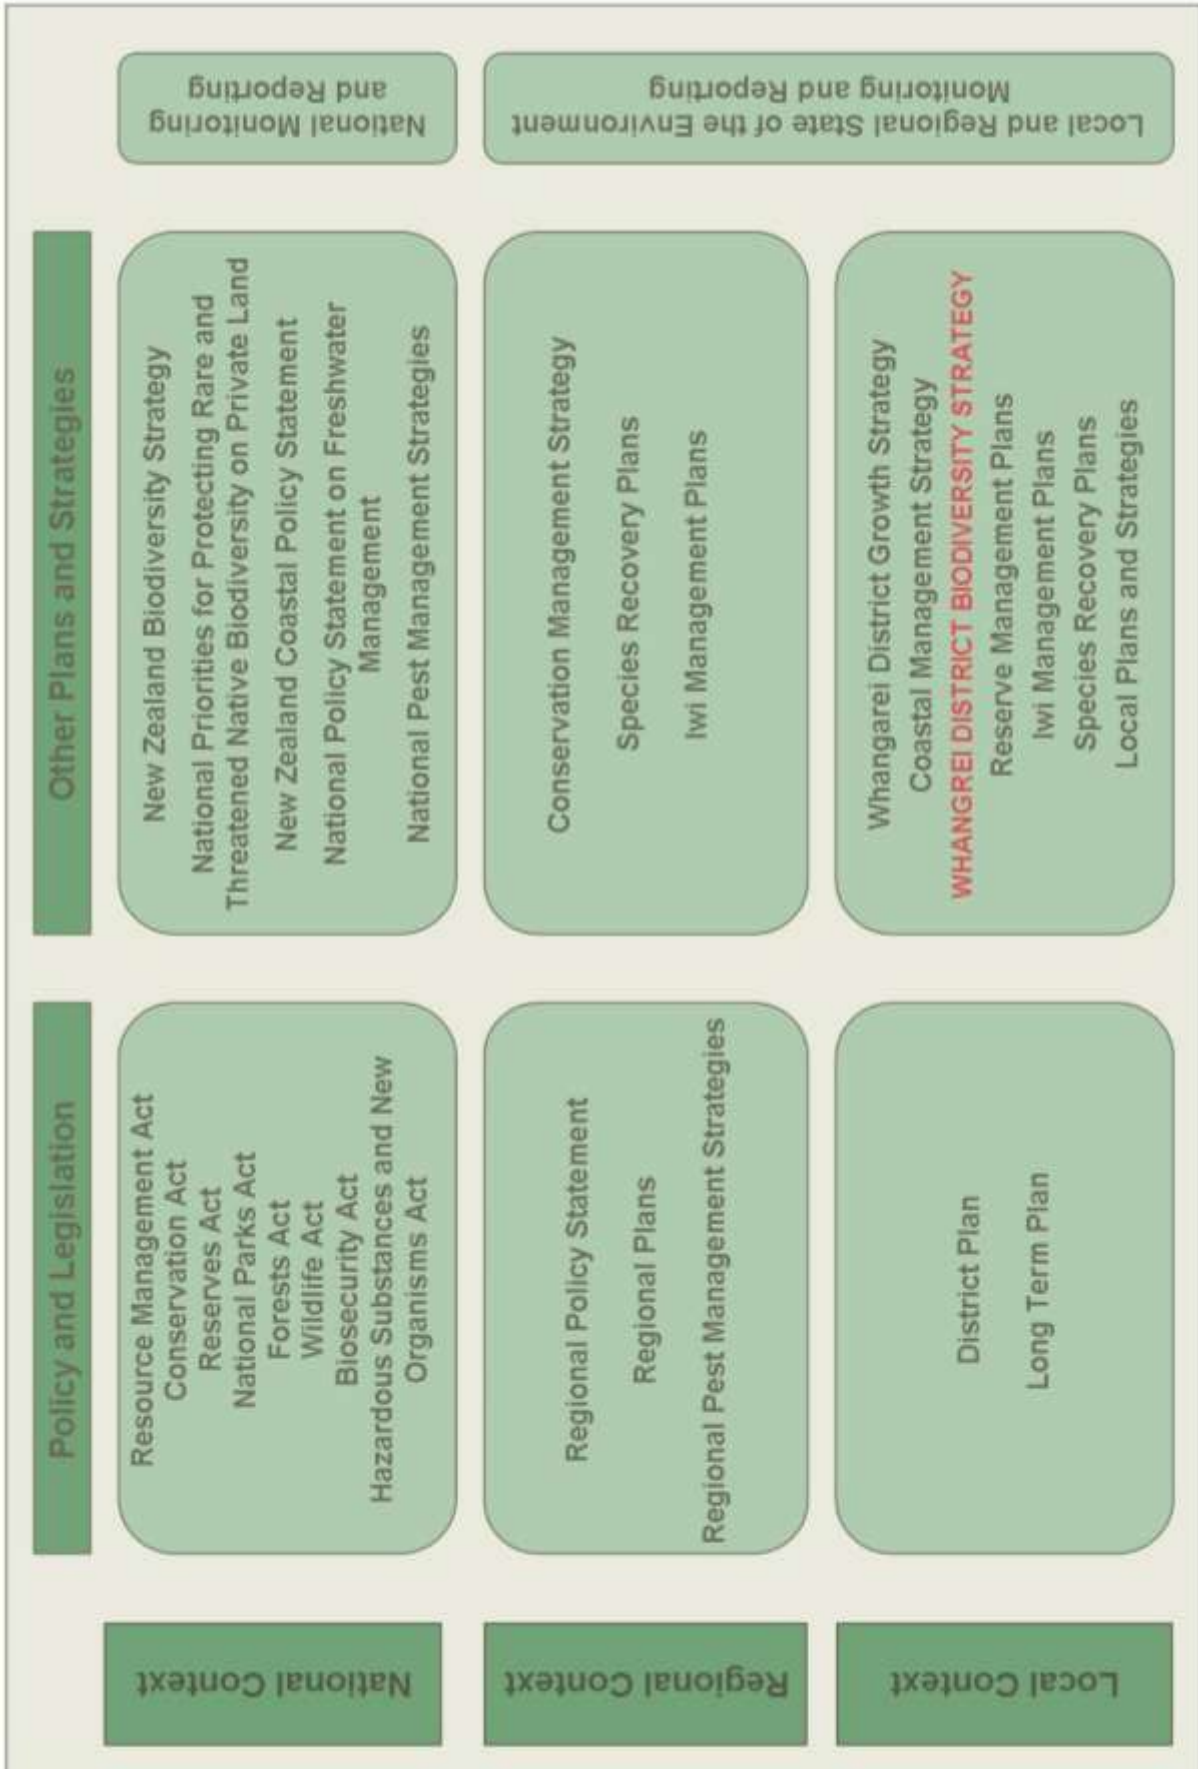 Policy and Legislation
Other Plans and Strategies
National Context
Resource Management Act
Conservation Act
Reserves Act
National Parks Act
Forests Act
Wildlife Act
Biosecurity Act
Hazardous Substances and New
Organisms Act
New Zealand Biodiversity Strategy
National Priorities for Protecting Rare and
Threatened Native Biodiversity on Private Land
New Zealand Coastal Policy Statement
National Policy Statement on Freshwater
Management
National Pest Management Strategies
National Monitoring
and Reporting
Regional Context
Regional Policy Statement
Regional Plans
Regional Pest Management Strategies
Conservation Management Strategy
Species Recovery Plans
Iwi Management Plans
Local and Regional State of the Environment
Monitoring and Reporting
Local Context
District Plan
Long Term Plan
Whangarei District Growth Strategy
Coastal Management Strategy
WHANGREI DISTRICT BIODIVERSITY STRATEGY
Reserve Management Plans
Iwi Management Plans
Species Recovery Plans
Local Plans and Strategies